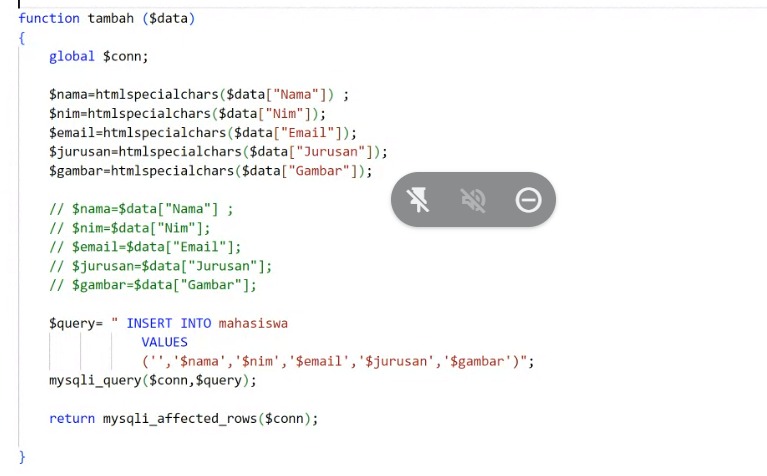 function tambah ($data)
{
global $conn;
$nama=htmlspecialchars($data["Nama"]) ;
$nim=htmlspecialchars($data["Nim"]);
$email=htmlspecialchars($data["Email"]);
$jurusan=htmlspecialchars($data["Jurusan"]);
$gambar=htmlspecialchars($data["Gambar"]);
// $nama=$data["Nama"] ;
// $nim=$data["Nim"];
// $email=$data["Email"];
// $jurusan=$data["Jurusan"];
// $gambar=$data["Gambar"];
$query= " INSERT INTO mahasiswa
VALUES
('','$nama','$nim','$email','$jurusan','$gambar')";
mysqli_query($conn,$query);
return mysqli_affected_rows($conn);
}